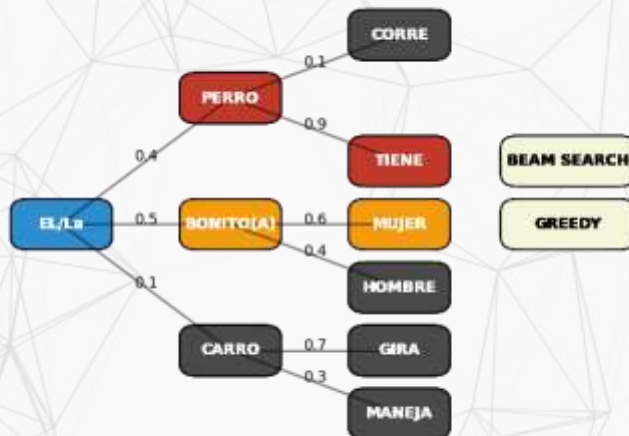 CORRE
0.1
PERRO
0.9
0.4
TIENE
BEAM SEARCH
EL/La
0.5
BONITO(A)
0.6
MUJER
GREEDY
0.4
0.1
HOMBRE
CARRO
0.7
GIRA
0.3
MANEJA